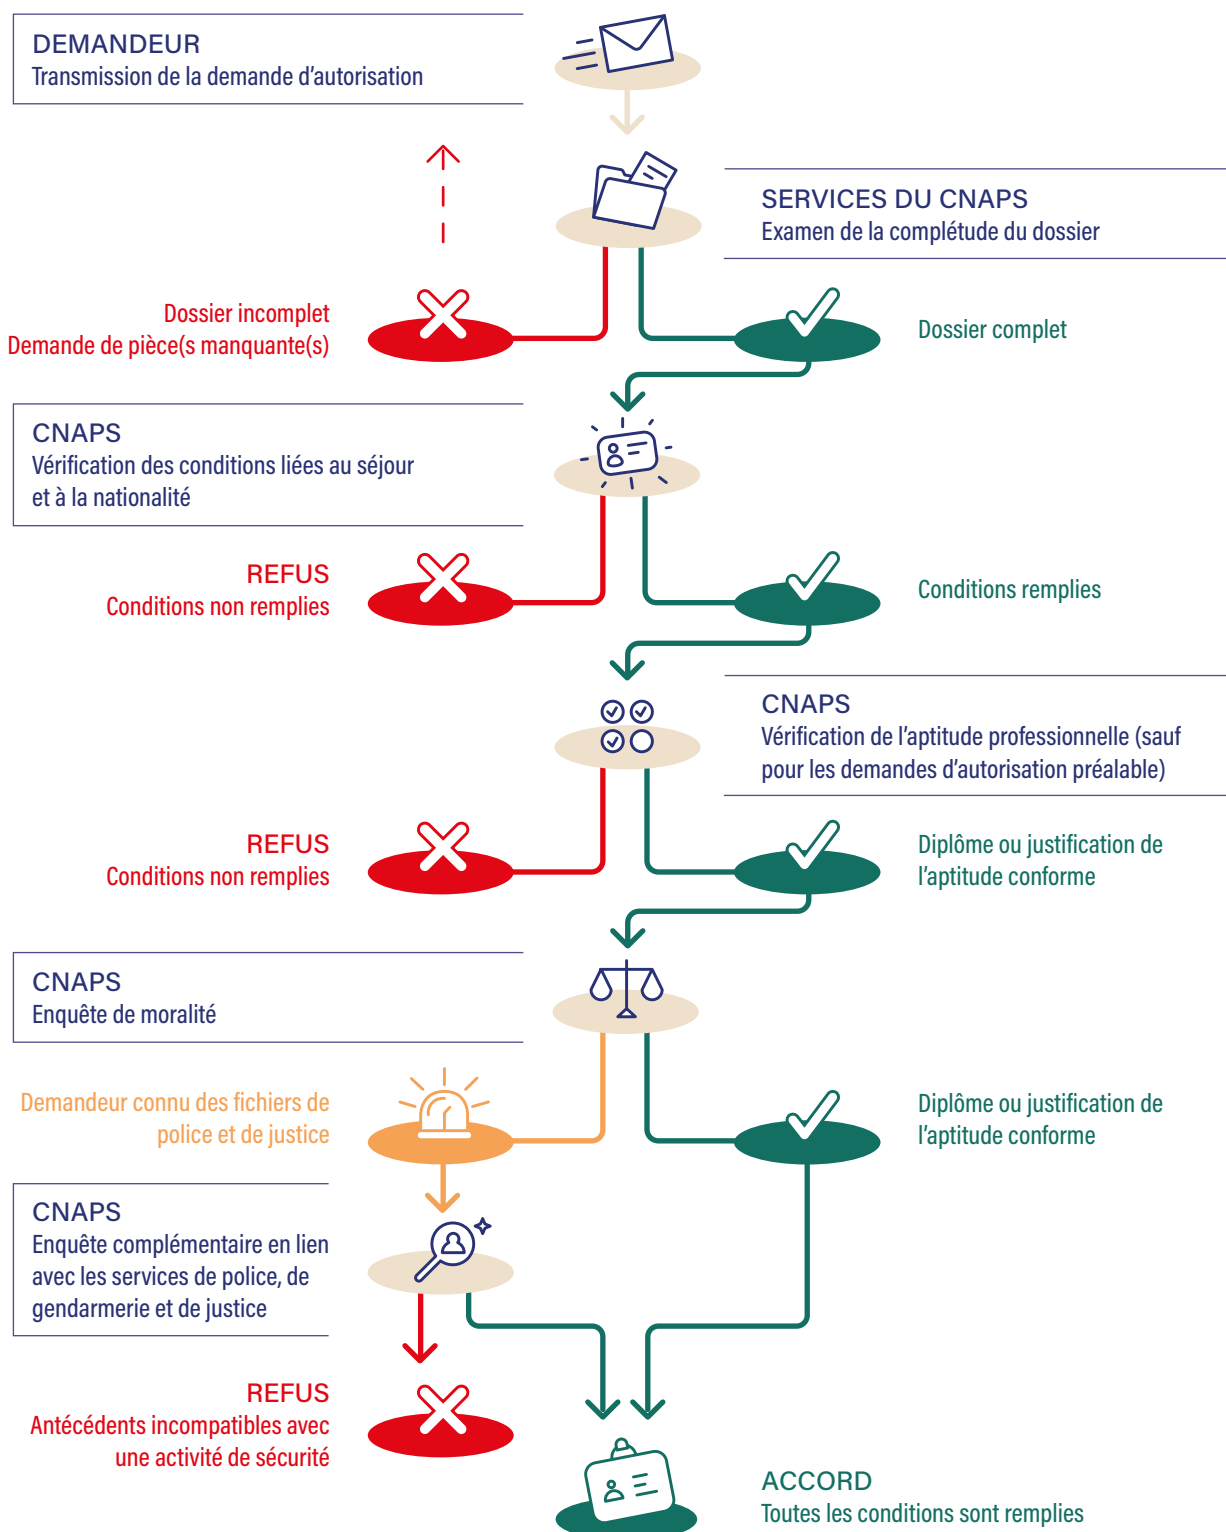 DEMANDEUR
Transmission de la demande d'autorisation
SERVICES DU CNAPS
Examen de la complétude du dossier
Dossier incomplet
Demande de pièce(s manquante(s)
Dossier complet
CNAPS
Vérification des conditions liées au séjour
et à la nationalité
REFUS
Conditions non remplies
Conditions remplies
CNAPS
Vérification de l'aptitude professionnelle (sauf
pour les demandes d'autorisation préalable)
REFUS
Conditions non remplies
Diplôme ou justification de
l'aptitude conforme
CNAPS
Enquête de moralité
Demandeur connu des fichiers de
police et de justice
Diplôme ou justification de
l'aptitude conforme
CNAPS
Enquête complémentaire en lien
avec les services de police, de
gendarmerie et de justice
REFUS
Antécédents incompatibles avec
une activité de sécurité
ACCORD
Toutes les conditions sont remplies